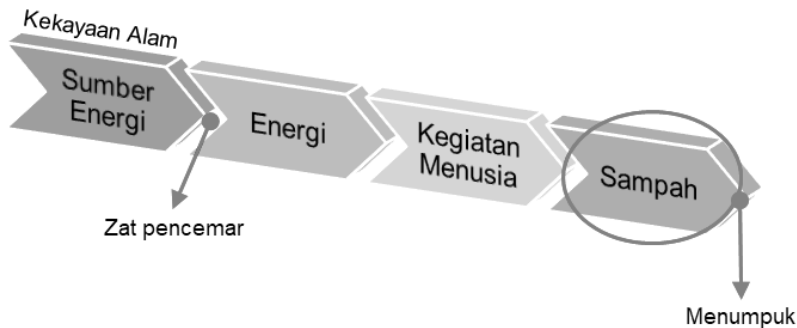 Kekayaan Alam
Sumber
Energi
Energi
Kegiatan
Menusia
Sampah
Zat pencemar
Menumpuk